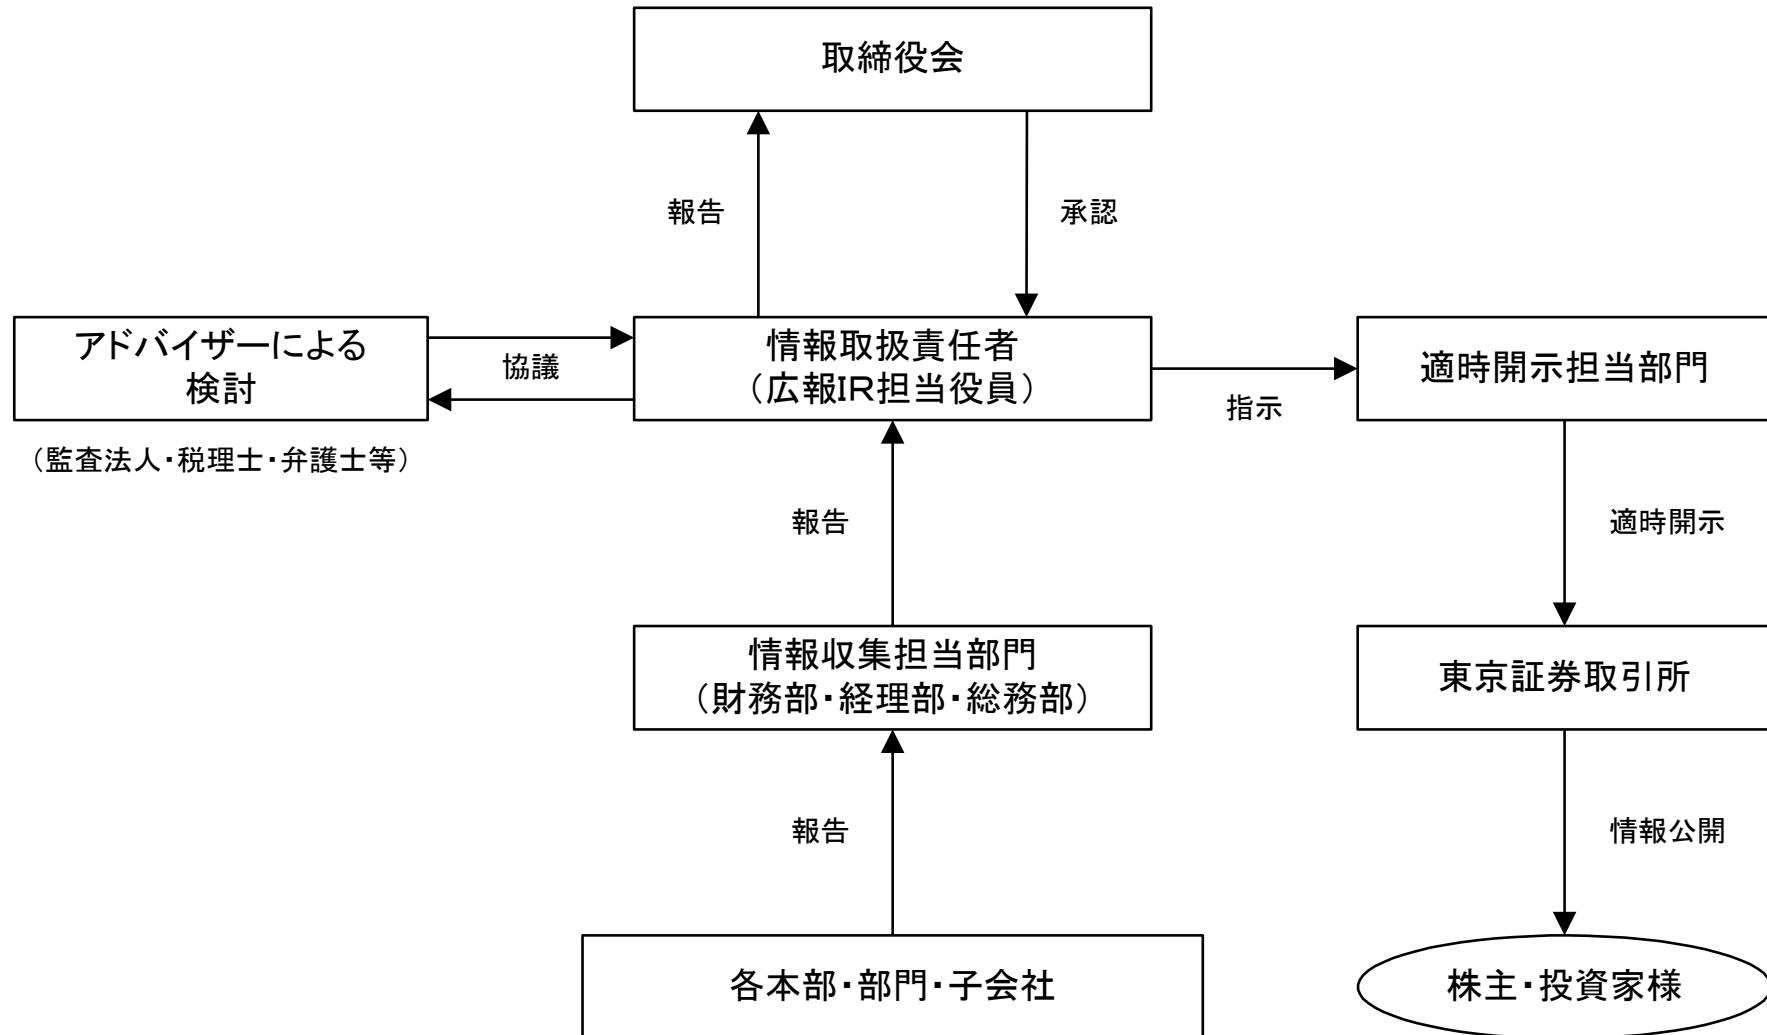 取締役会
報告
承認
アドバイザーによる
検討
協議
情報取扱責任者
（広報IR担当役員）
指示
適時開示担当部門
（監査法人・税理士・弁護士等）
報告
適時開示
情報収集担当部門
（財務部・経理部・総務部）
東京証券取引所
報告
情報公開
各本部・部門・子会社
株主・投資家様